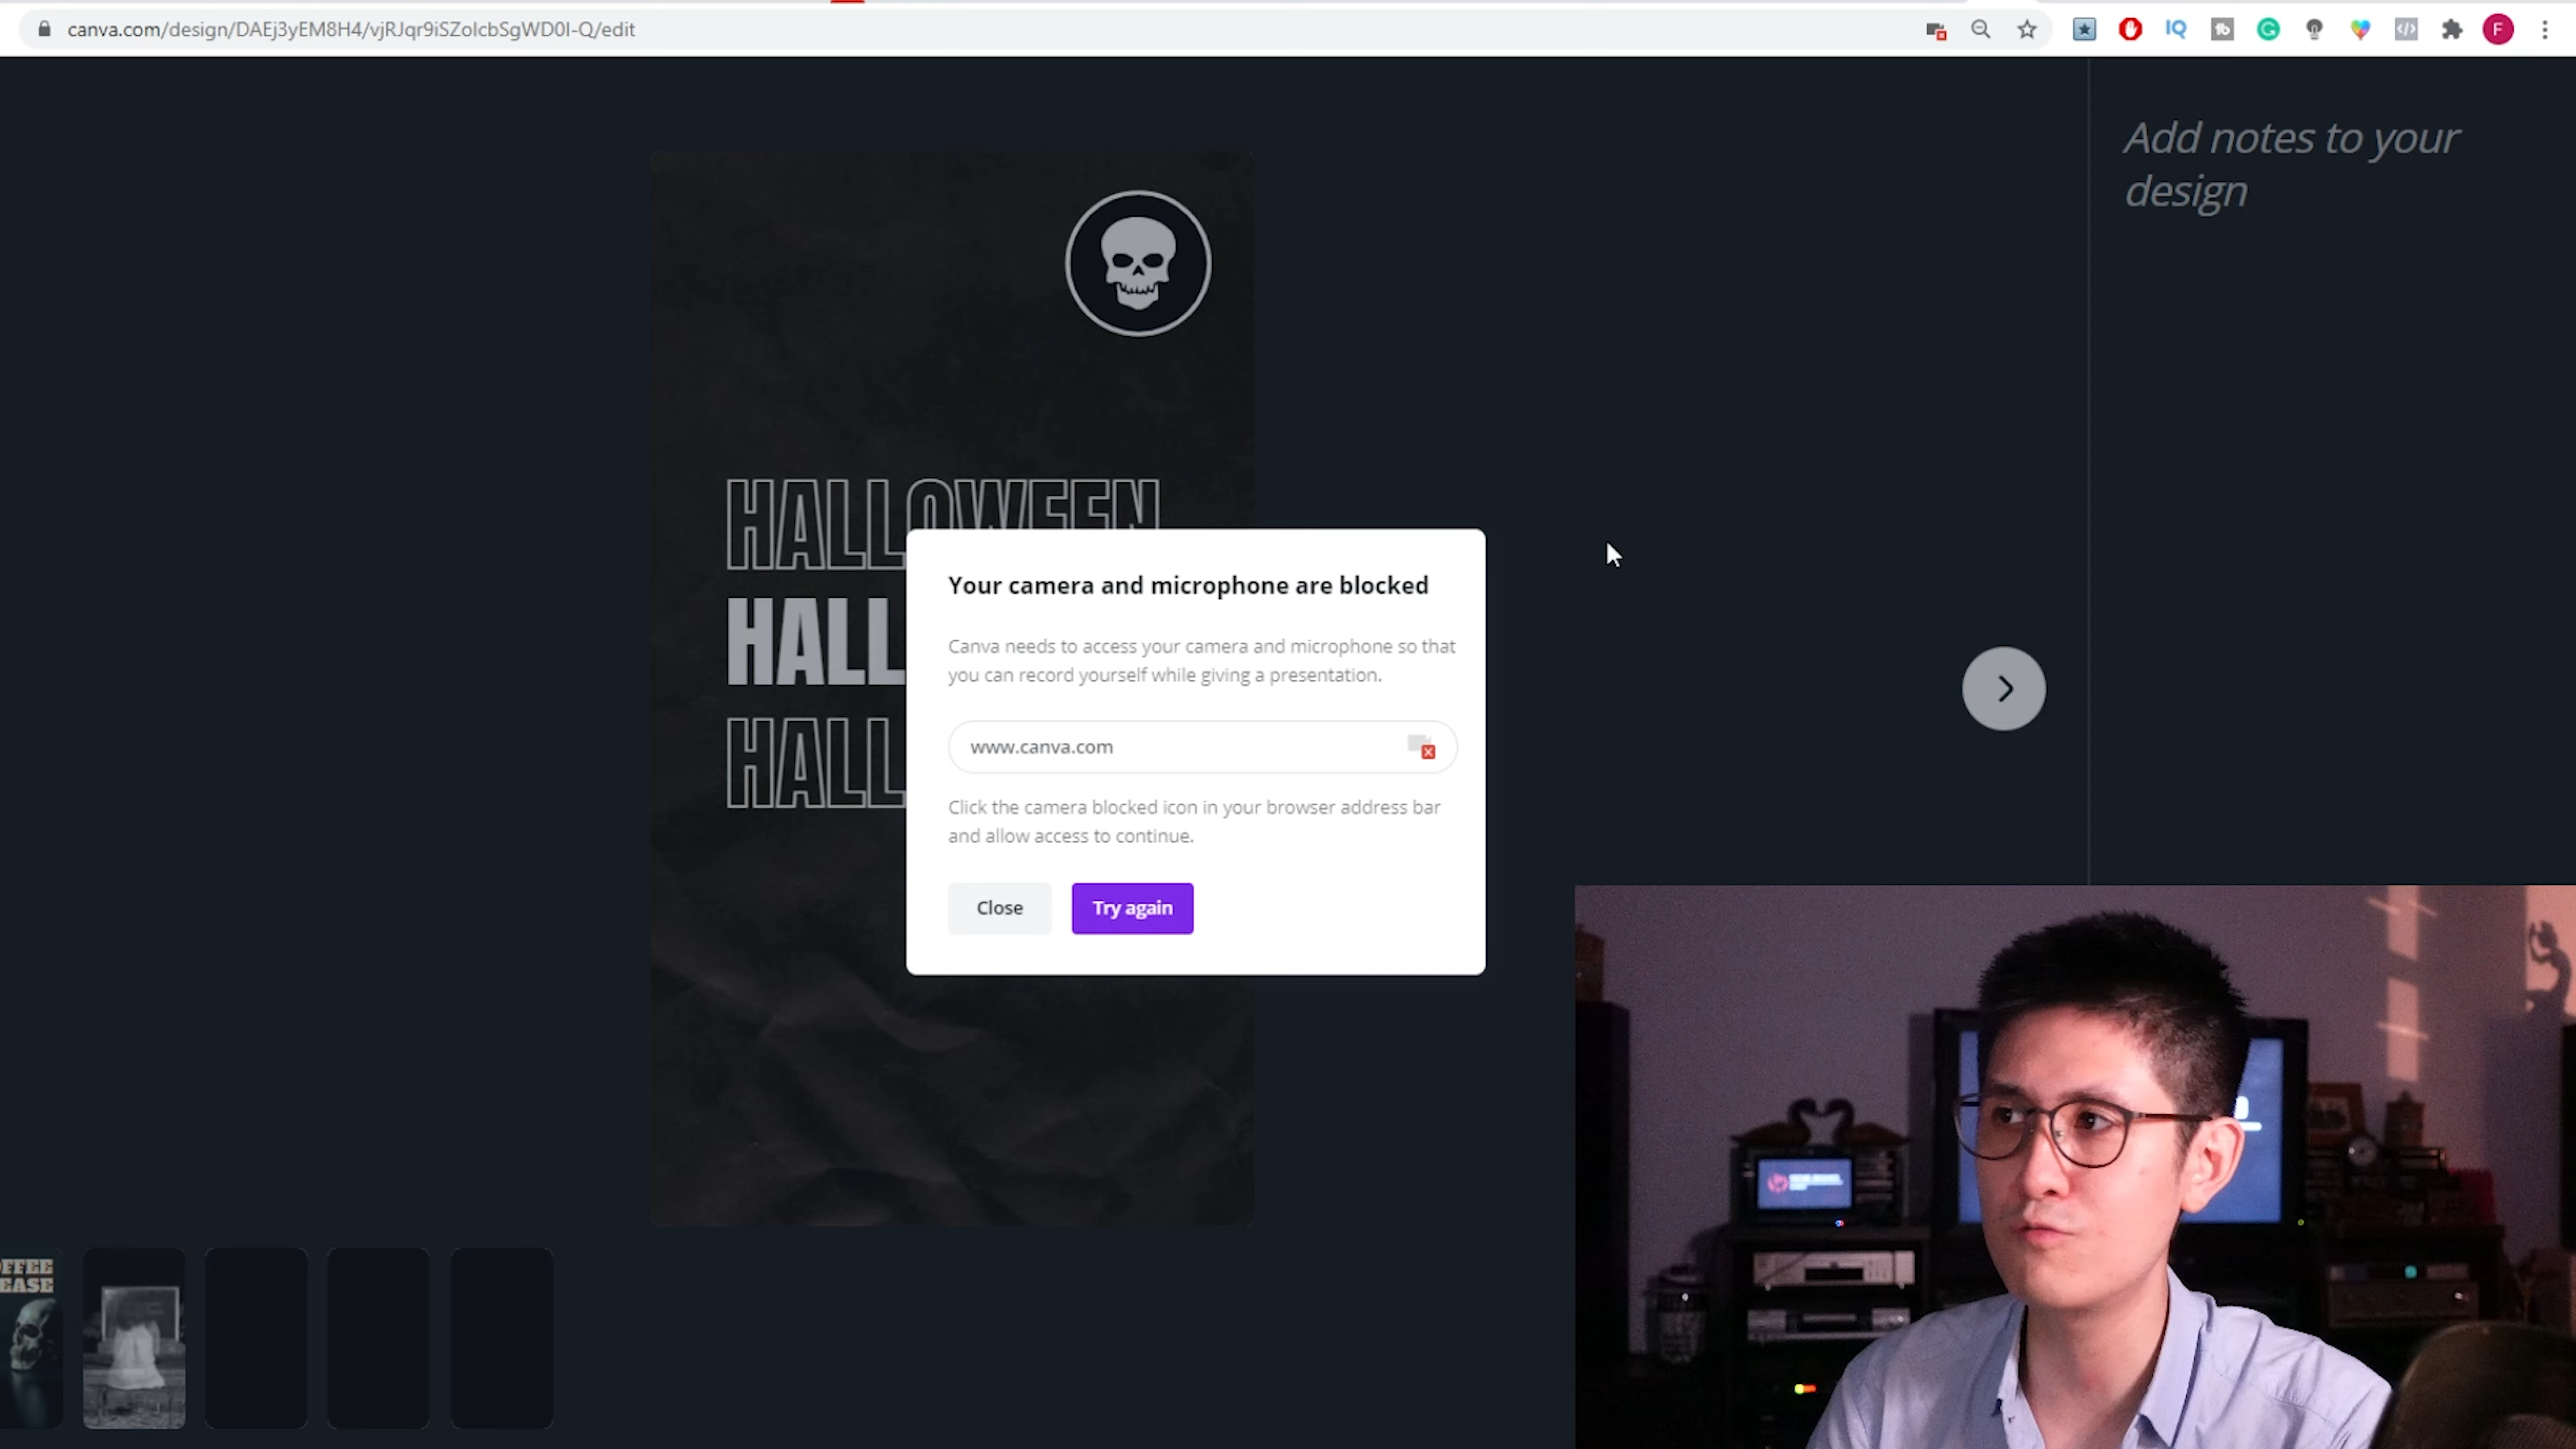 canva.com/design/DAEj3yEM8H4/vjRJqr9iSZolcbSgWD0I-Q/edit
IQ
F
Add notes to your
design
HALLOWEEN
HALL
HALL
Your camera and microphone are blocked
Canva needs to access your camera and microphone so that
you can record yourself while giving a presentation.
www.canva.com
Click the camera blocked icon in your browser address bar
and allow access to continue.
Close
Try again
OFFEE
EASE